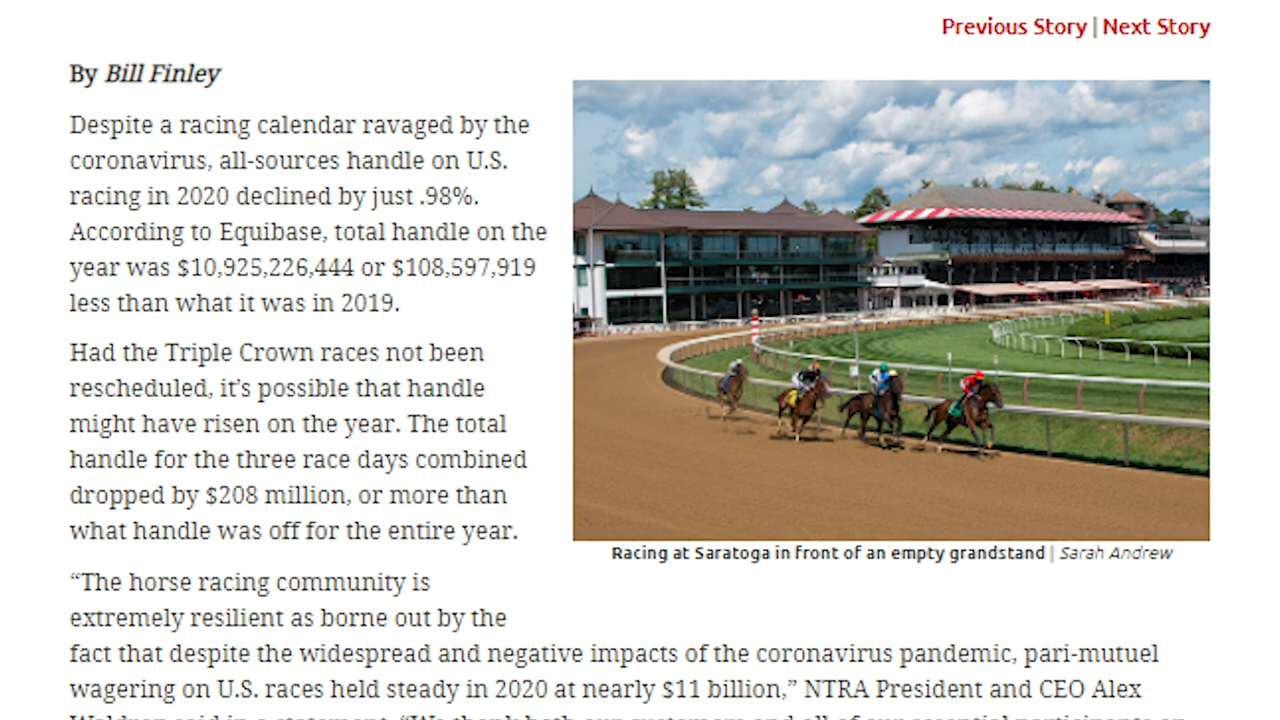 Previous Story | Next Story
By Bill Finley
Despite a racing calendar ravaged by the
coronavirus, all-sources handle on U.S.
racing in 2020 declined by just .98%.
According to Equibase, total handle on the
year was $10,925,226,444 or $108,597,919
less than what it was in 2019.
Had the Triple Crown races not been
rescheduled, it's possible that handle
might have risen on the year. The total
handle for the three race days combined
dropped by $208 million, or more than
what handle was off for the entire year.
Racing at Saratoga in front of an empty grandstand | Sarah Andrew
“The horse racing community is
extremely resilient as borne out by the
fact that despite the widespread and negative impacts of the coronavirus pandemic, pari-mutuel
wagering on U.S. races held steady in 2020 at nearly $11 billion,” NTRA President and CEO Alex